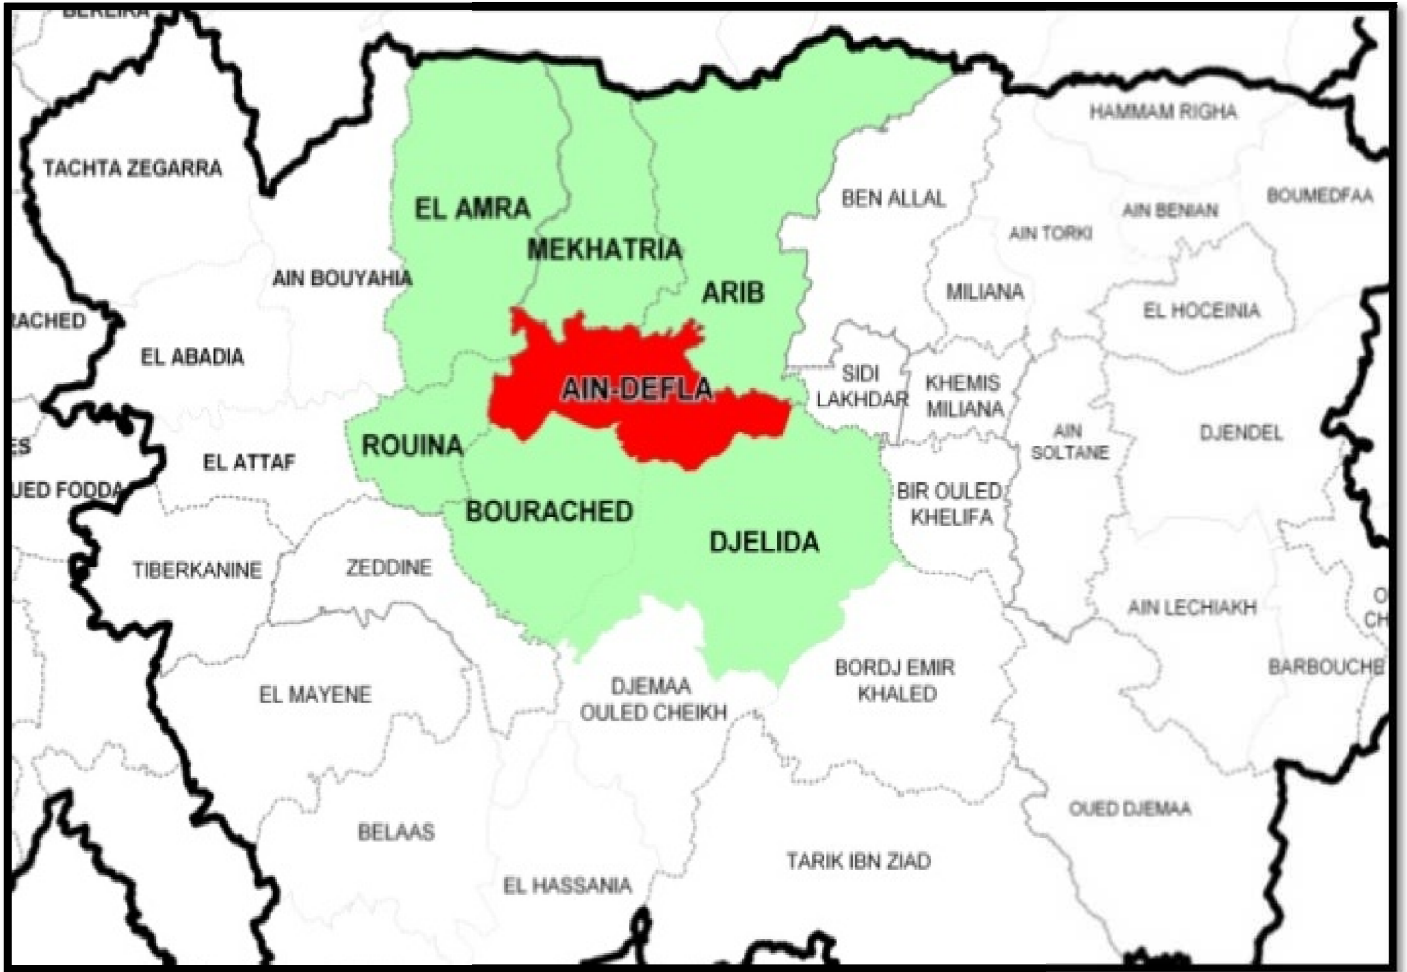 BEREIRA
HAMMAM RIGHA
TACHTA ZEGARRA
BEN ALLAL
BOUMEDFAA
EL AMRA
AIN BENIAN
AIN TORKI
MEKHATRIA
AIN BOUYAHIA
ARIB
MILIANA
EL HOCEINIA
RACHED
EL ABADIA
SIDI
LAKHDAR
KHEMIS
MILIANA
AIN-DEFLA
AIN
SOLTANE
DJENDEL
ROUINA
ES
EL ATTAF
UED FODDA
BIR OULED
KHELIFA
BOURACHED
DJELIDA
TIBERKANINE
ZEDDINE
AIN LECHIAKH
O
CH
BARBOUCHE
BORDJ EMIR
KHALED
EL MAYENE
DJEMAA
OULED CHEIKH
OUED DJEMAA
BELAAS
TARIK IBN ZIAD
EL HASSANIA